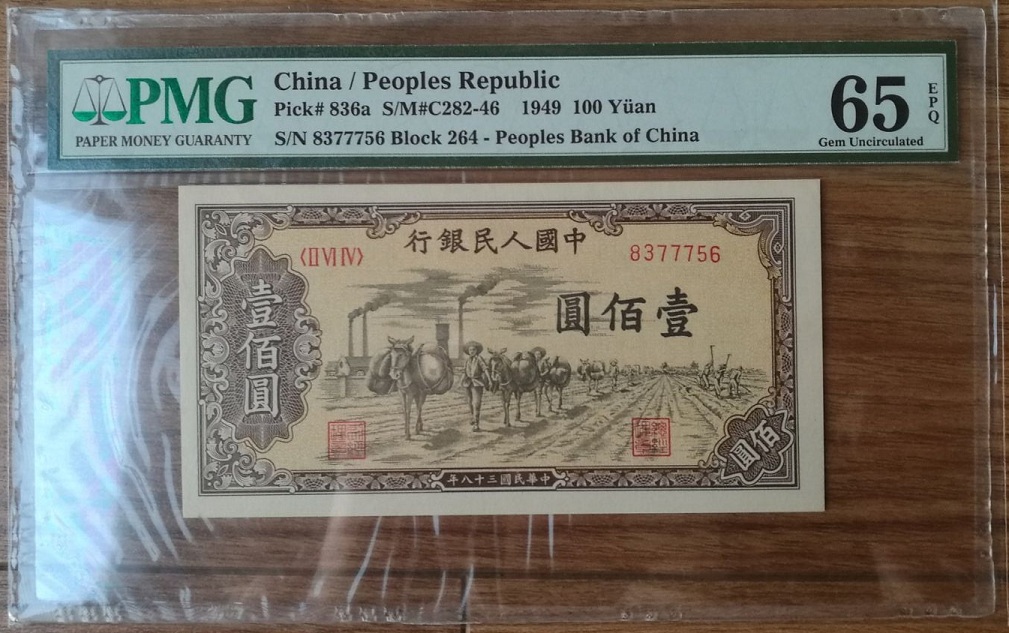 PMG
PAPER MONEY GUARANTY
China / Peoples Republic
Pick# 836a S/M#C282-46 1949 100 Yüan
S/N 8377756 Block 264 - Peoples Bank of China
65 EPQ
Gem Uncirculated
行銀民人國中
〈II VI IV〉
8377756
圓佰壹
壹佰圓
佰圓
年八十三國民華中